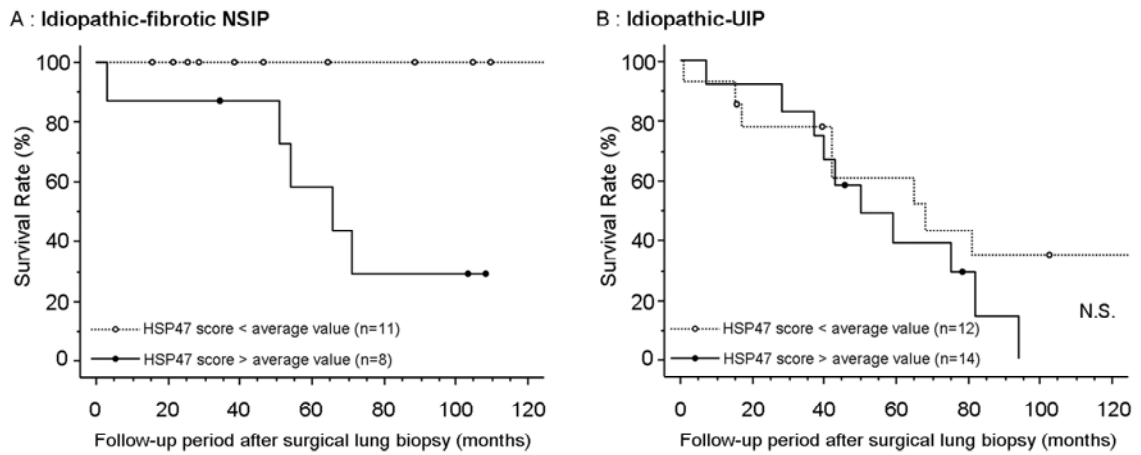 A : Idiopathic-fibrotic NSIP
Survival Rate (%)
100
80
60
40
20
0
HSP47 score < average value (n=11)
HSP47 score > average value (n=8)
0 20 40 60 80 100 120
Follow-up period after surgical lung biopsy (months)
B : Idiopathic-UIP
Survival Rate (%)
100
80
60
40
20
0
N.S.
HSP47 score < average value (n=12)
HSP47 score > average value (n=14)
0 20 40 60 80 100 120
Follow-up period after surgical lung biopsy (months)